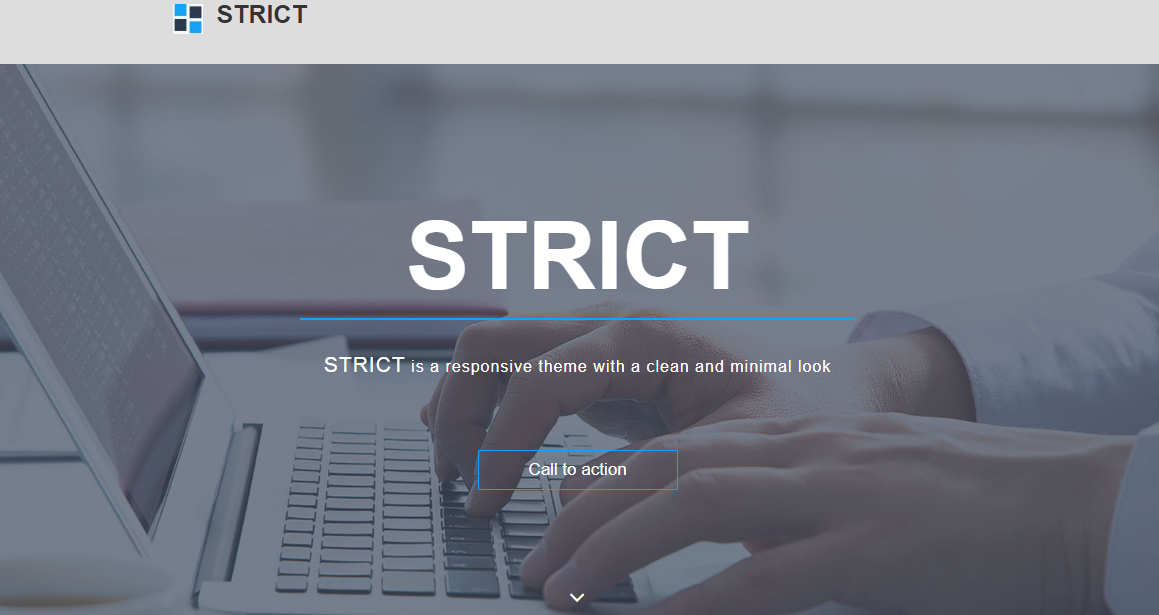 STRICT
STRICT
STRICT is a responsive theme with a clean and minimal look
Call to action